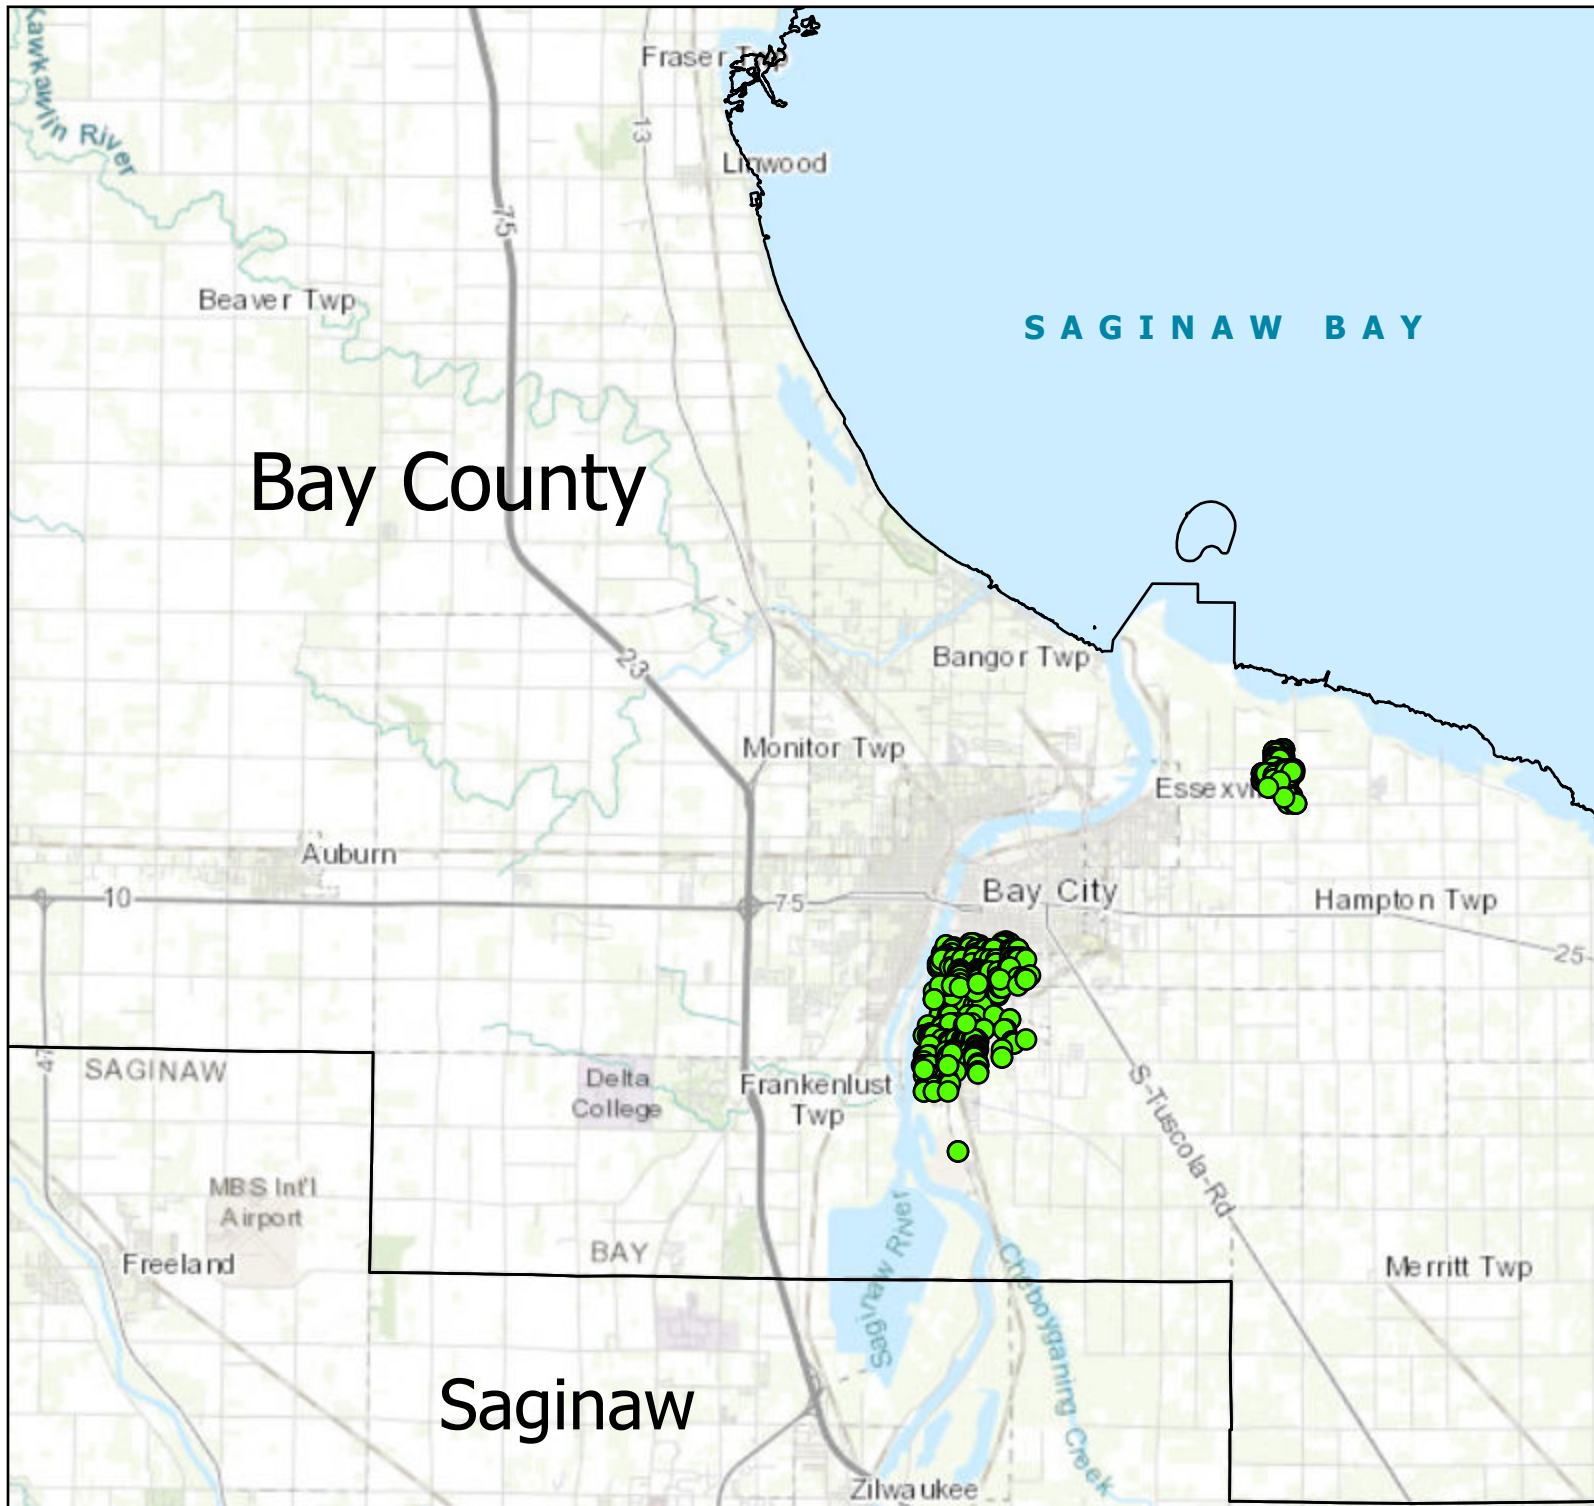 Kawkawlin River
Fraser Twp
13
Linwood
75
Beaver Twp
SAGINAW BAY
Bay County
23
Bangor Twp
Monitor Twp
Auburn
10
75
Bay City
Hampton Twp
25
47
SAGINAW
Delta
College
Frankenlust
Twp
S-Tuscola-Rd
MBS Int'l
Airport
Freeland
BAY
Saginaw River
Cheboyganing Creek
Merritt Twp
Saginaw
Zilwaukee